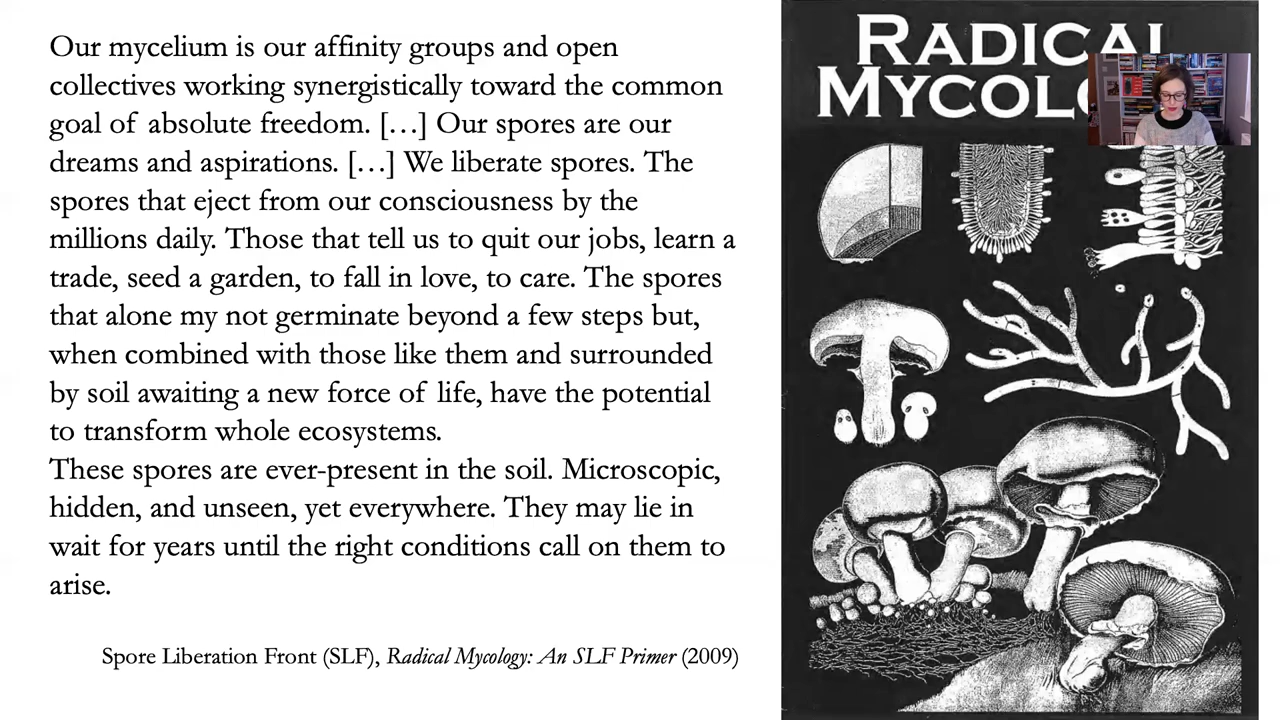 Our mycelium is our affinity groups and open
collectives working synergistically toward the common
goal of absolute freedom. […] Our spores are our
dreams and aspirations. […] We liberate spores. The
spores that eject from our consciousness by the
millions daily. Those that tell us to quit our jobs, learn a
trade, seed a garden, to fall in love, to care. The spores
that alone my not germinate beyond a few steps but,
when combined with those like them and surrounded
by soil awaiting a new force of life, have the potential
to transform whole ecosystems.
These spores are ever-present in the soil. Microscopic,
hidden, and unseen, yet everywhere. They may lie in
wait for years until the right conditions call on them to
arise.
Spore Liberation Front (SLF), Radical Mycology: An SLF Primer (2009)
RADICAL
MYCOLO